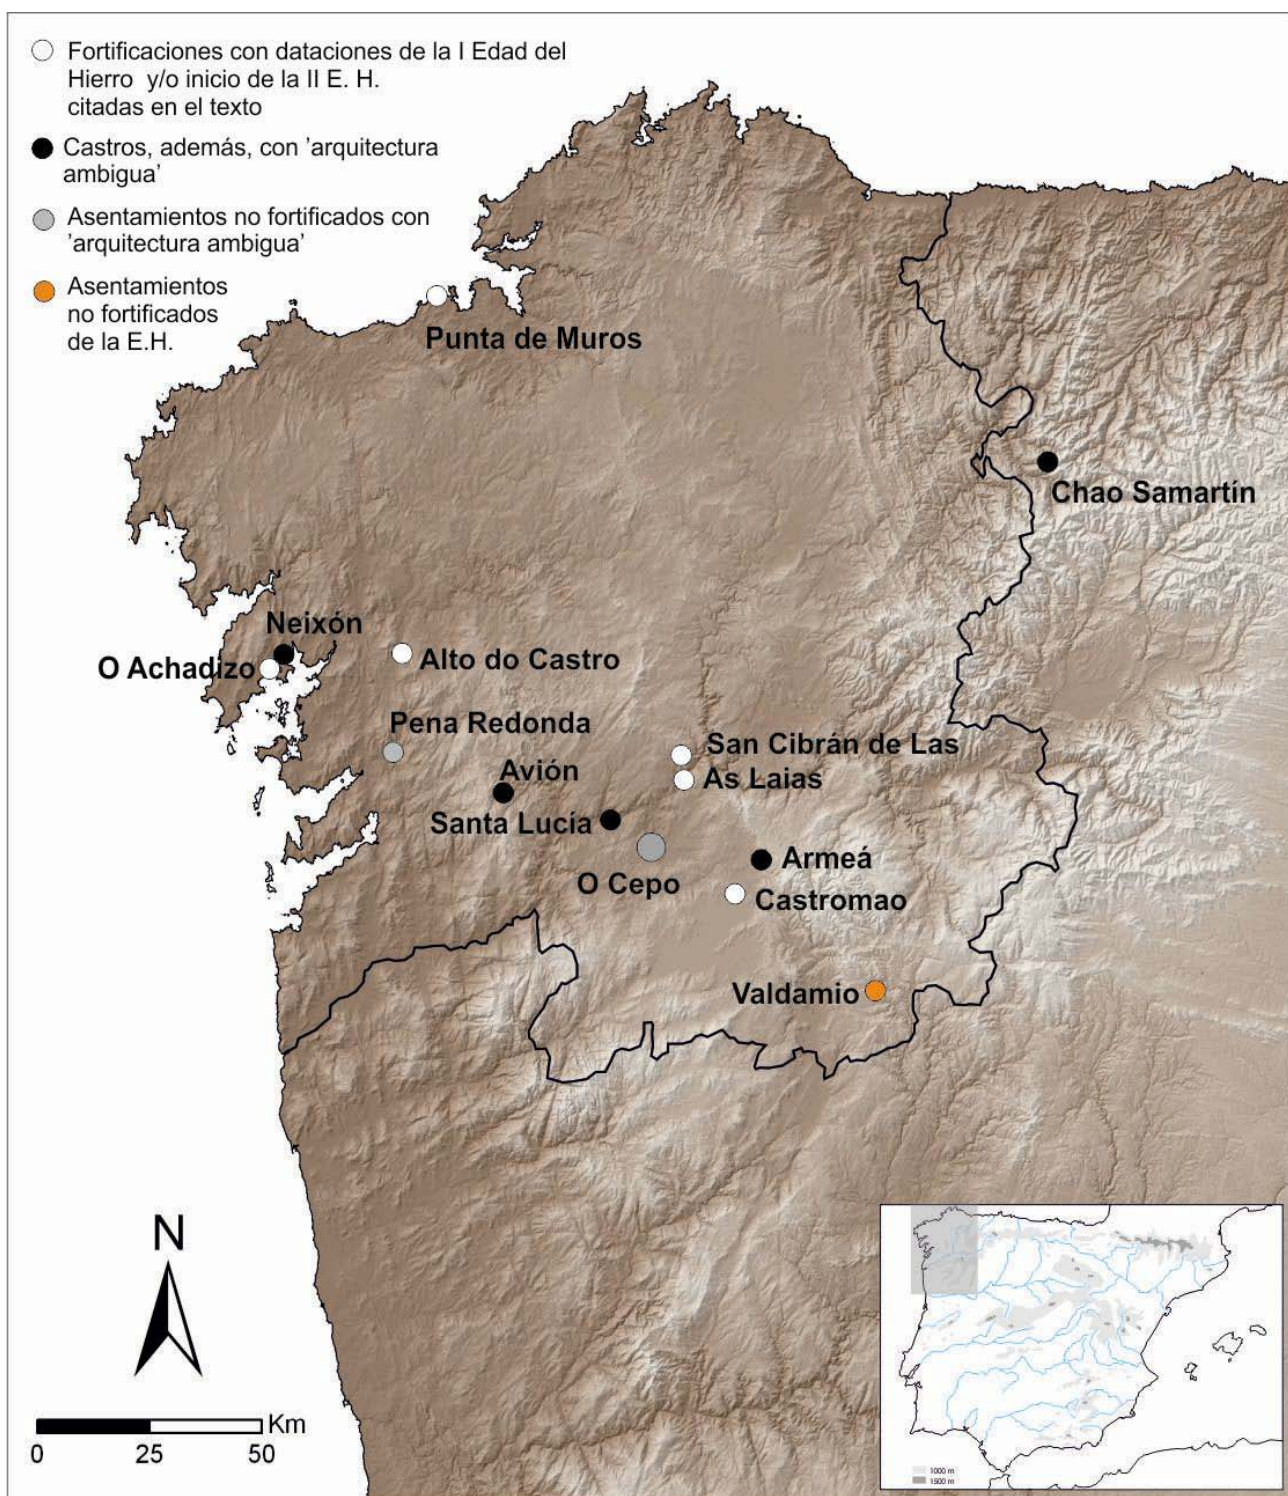 Fortificaciones con dataciones de la I Edad del
Hierro y/o inicio de la II E. H.
citadas en el texto
Castros, además, con ’arquitectura
ambigua’
Asentamientos no fortificados con
’arquitectura ambigua’
Asentamientos
no fortificados
de la E.H.
Punta de Muros
Chao Samartín
Neixón
O Achadizo
Alto do Castro
Pena Redonda
San Cibrán de Las
Avión
As Laias
Santa Lucía
Armeá
O Cepo
Castromao
Valdamio
N
Km
0 25 50
1000 m
1500 m